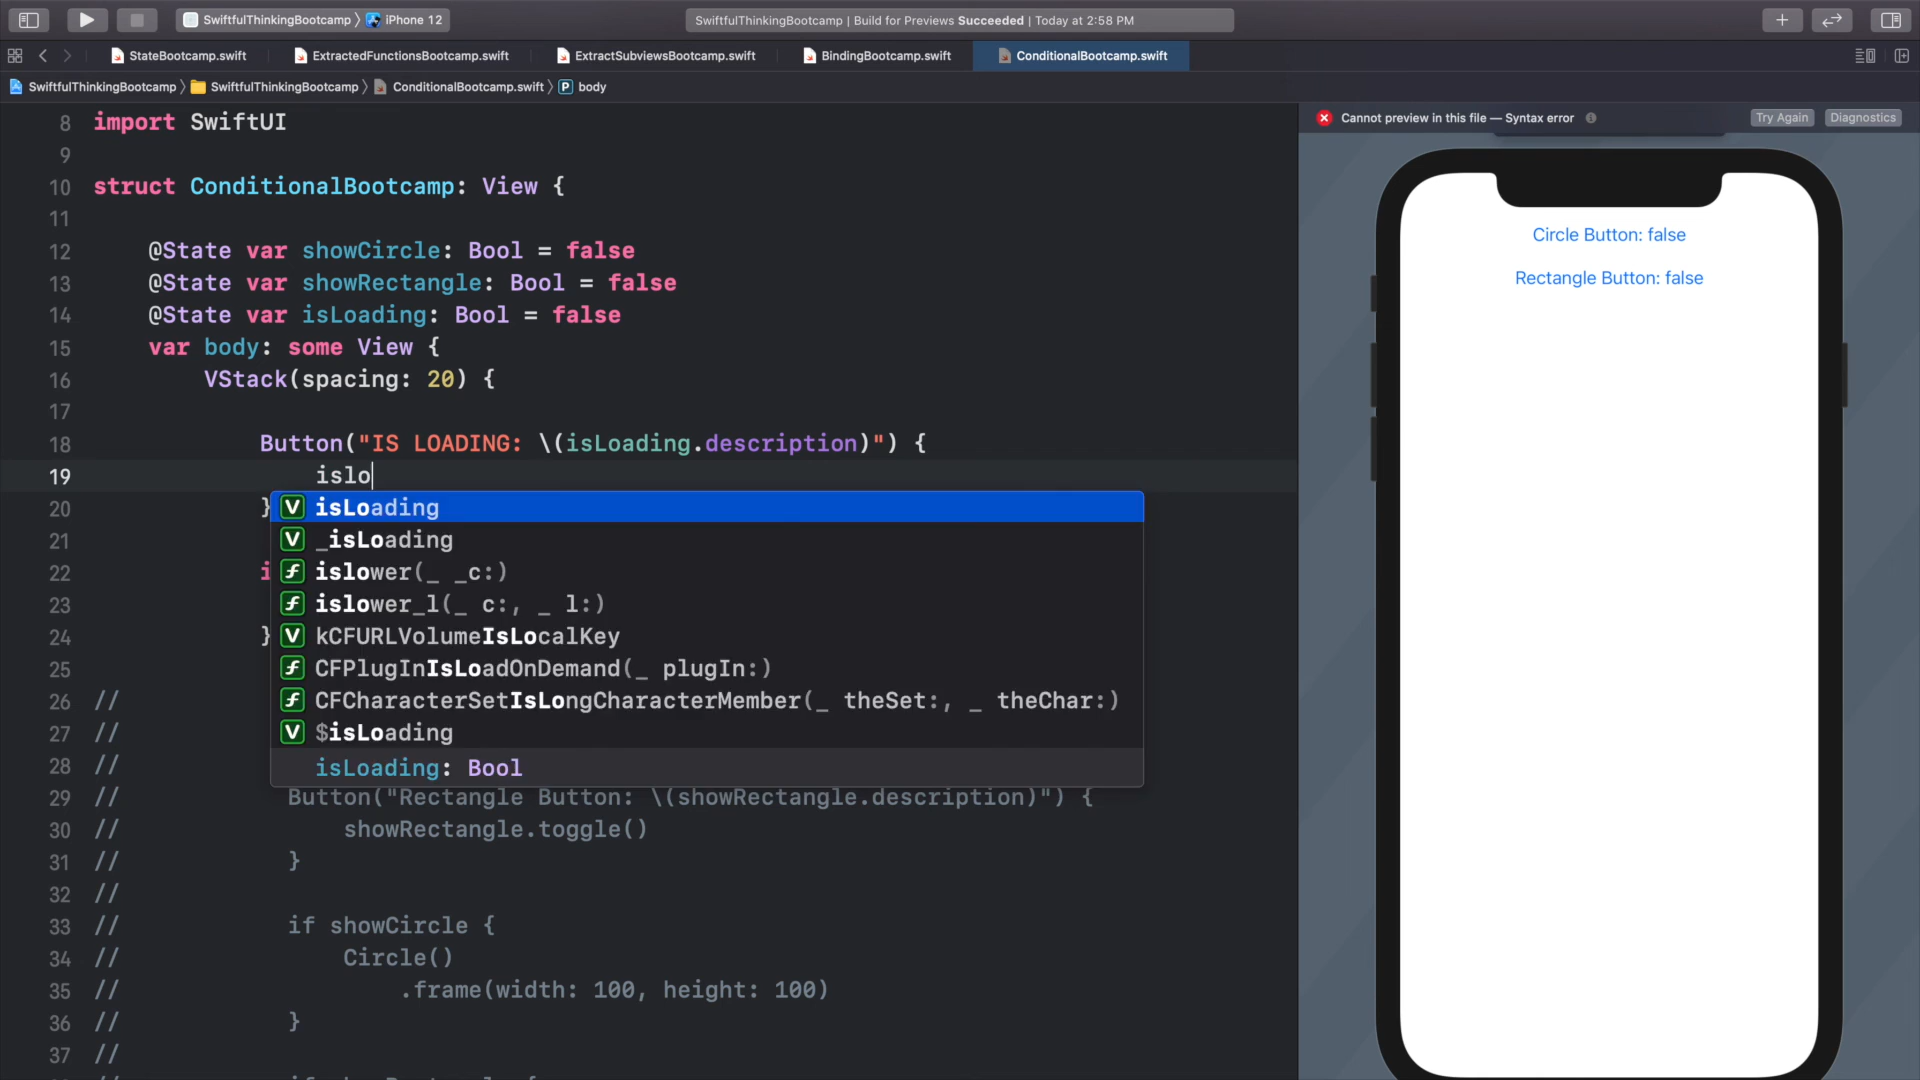 SwiftfulThinkingBootcamp 〉 iPhone 12
SwiftfulThinkingBootcamp | Build for Previews Succeeded | Today at 2:58 PM
StateBootcamp.swift
ExtractedFunctionsBootcamp.swift
ExtractSubviewsBootcamp.swift
BindingBootcamp.swift
ConditionalBootcamp.swift
SwiftfulThinkingBootcamp 〉 SwiftfulThinkingBootcamp 〉 ConditionalBootcamp.swift 〉 P body
8 import SwiftUI
9
10 struct ConditionalBootcamp: View {
11
12 @State var showCircle: Bool = false
13 @State var showRectangle: Bool = false
14 @State var isLoading: Bool = false
15 var body: some View {
16 VStack(spacing: 20) {
17
18 Button("IS LOADING: \(isLoading.description)") {
19 islo
20 }
V isLoading
21
V _isLoading
22 i
f islower(_ _c:)
23
f islower_l(_ c:, _ l:)
24 }
V kCFURLVolumeIsLocalKey
25
f CFPlugInIsLoadOnDemand(_ plugIn:)
26 //
f CFCharacterSetIsLongCharacterMember(_ theSet:, _ theChar:)
27 //
V $isLoading
28 //
isLoading: Bool
29 // Button("Rectangle Button: \(showRectangle.description)") {
30 // showRectangle.toggle()
31 // }
32 //
33 // if showCircle {
34 // Circle()
35 // .frame(width: 100, height: 100)
36 // }
37 //
Cannot preview in this file — Syntax error
Try Again
Diagnostics
Circle Button: false
Rectangle Button: false